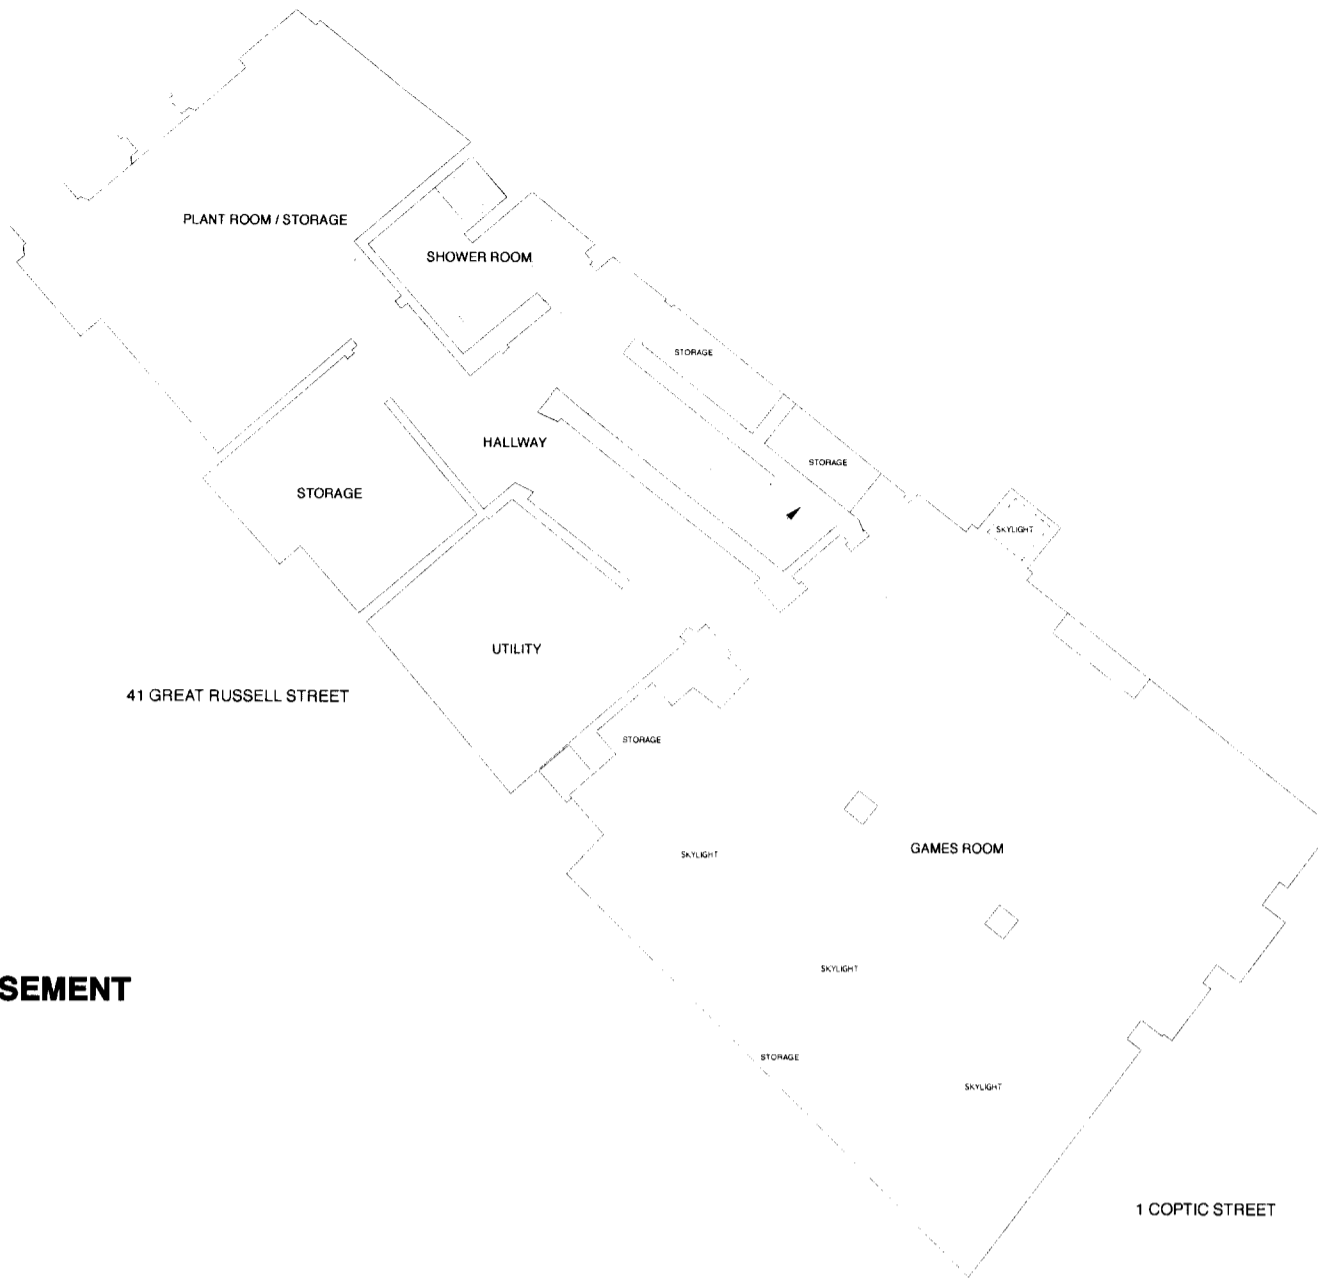 PLANT ROOM / STORAGE
SHOWER ROOM
STORAGE
HALLWAY
STORAGE
STORAGE
SKYLIGHT
UTILITY
41 GREAT RUSSELL STREET
STORAGE
GAMES ROOM
SKYLIGHT
SKYLIGHT
SEMENT
STORAGE
SKYLIGHT
1 COPTIC STREET